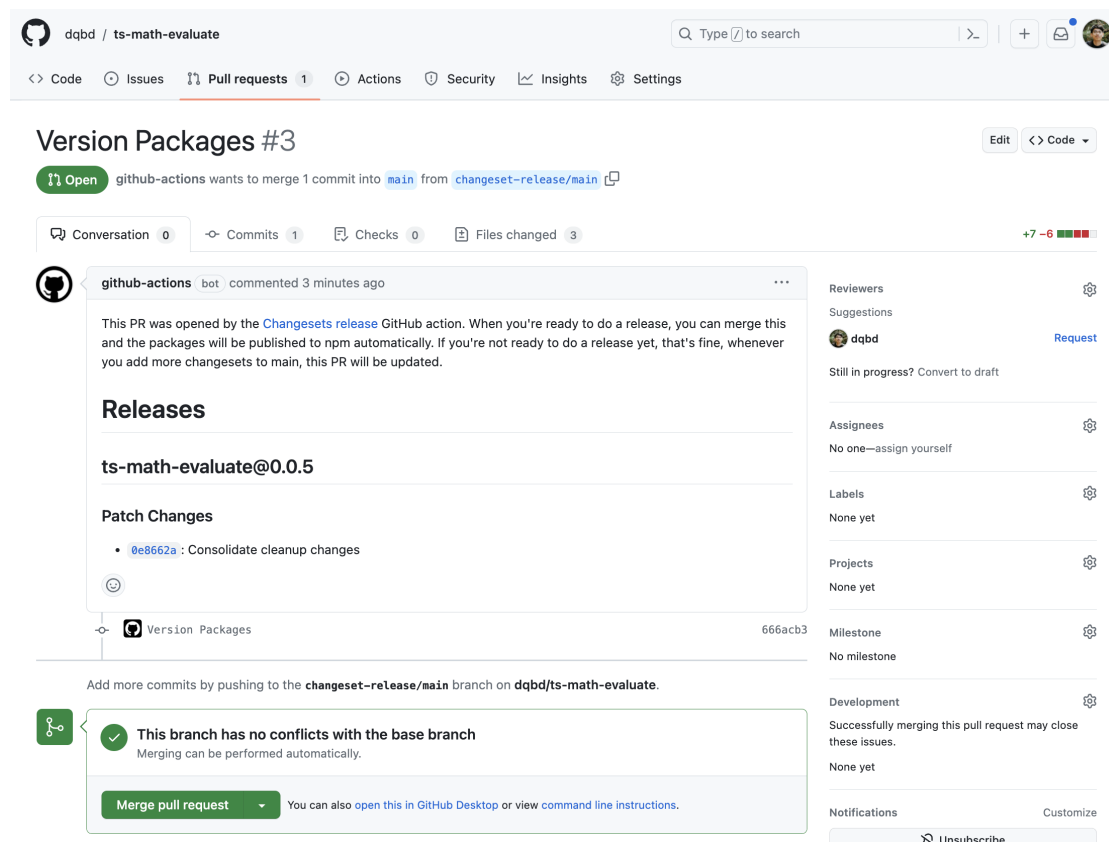 dqbd / ts-math-evaluate
Type / to search
Code
Issues
Pull requests 1
Actions
Security
Insights
Settings
Version Packages #3
Edit
<> Code
Open
github-actions wants to merge 1 commit into main from changeset-release/main
Conversation 0
Commits 1
Checks 0
Files changed 3
+7 −6
github-actions bot commented 3 minutes ago
This PR was opened by the Changesets release GitHub action. When you're ready to do a release, you can merge this
and the packages will be published to npm automatically. If you're not ready to do a release yet, that's fine, whenever
you add more changesets to main, this PR will be updated.
Releases
ts-math-evaluate@0.0.5
Patch Changes
• 0e8662a : Consolidate cleanup changes
Version Packages
666acb3
Add more commits by pushing to the changeset-release/main branch on dqbd/ts-math-evaluate.
This branch has no conflicts with the base branch
Merging can be performed automatically.
Merge pull request
You can also open this in GitHub Desktop or view command line instructions.
Reviewers
Suggestions
dqbd
Request
Still in progress? Convert to draft
Assignees
No one—assign yourself
Labels
None yet
Projects
None yet
Milestone
No milestone
Development
Successfully merging this pull request may close
these issues.
None yet
Notifications
Customize
Unsubscribe